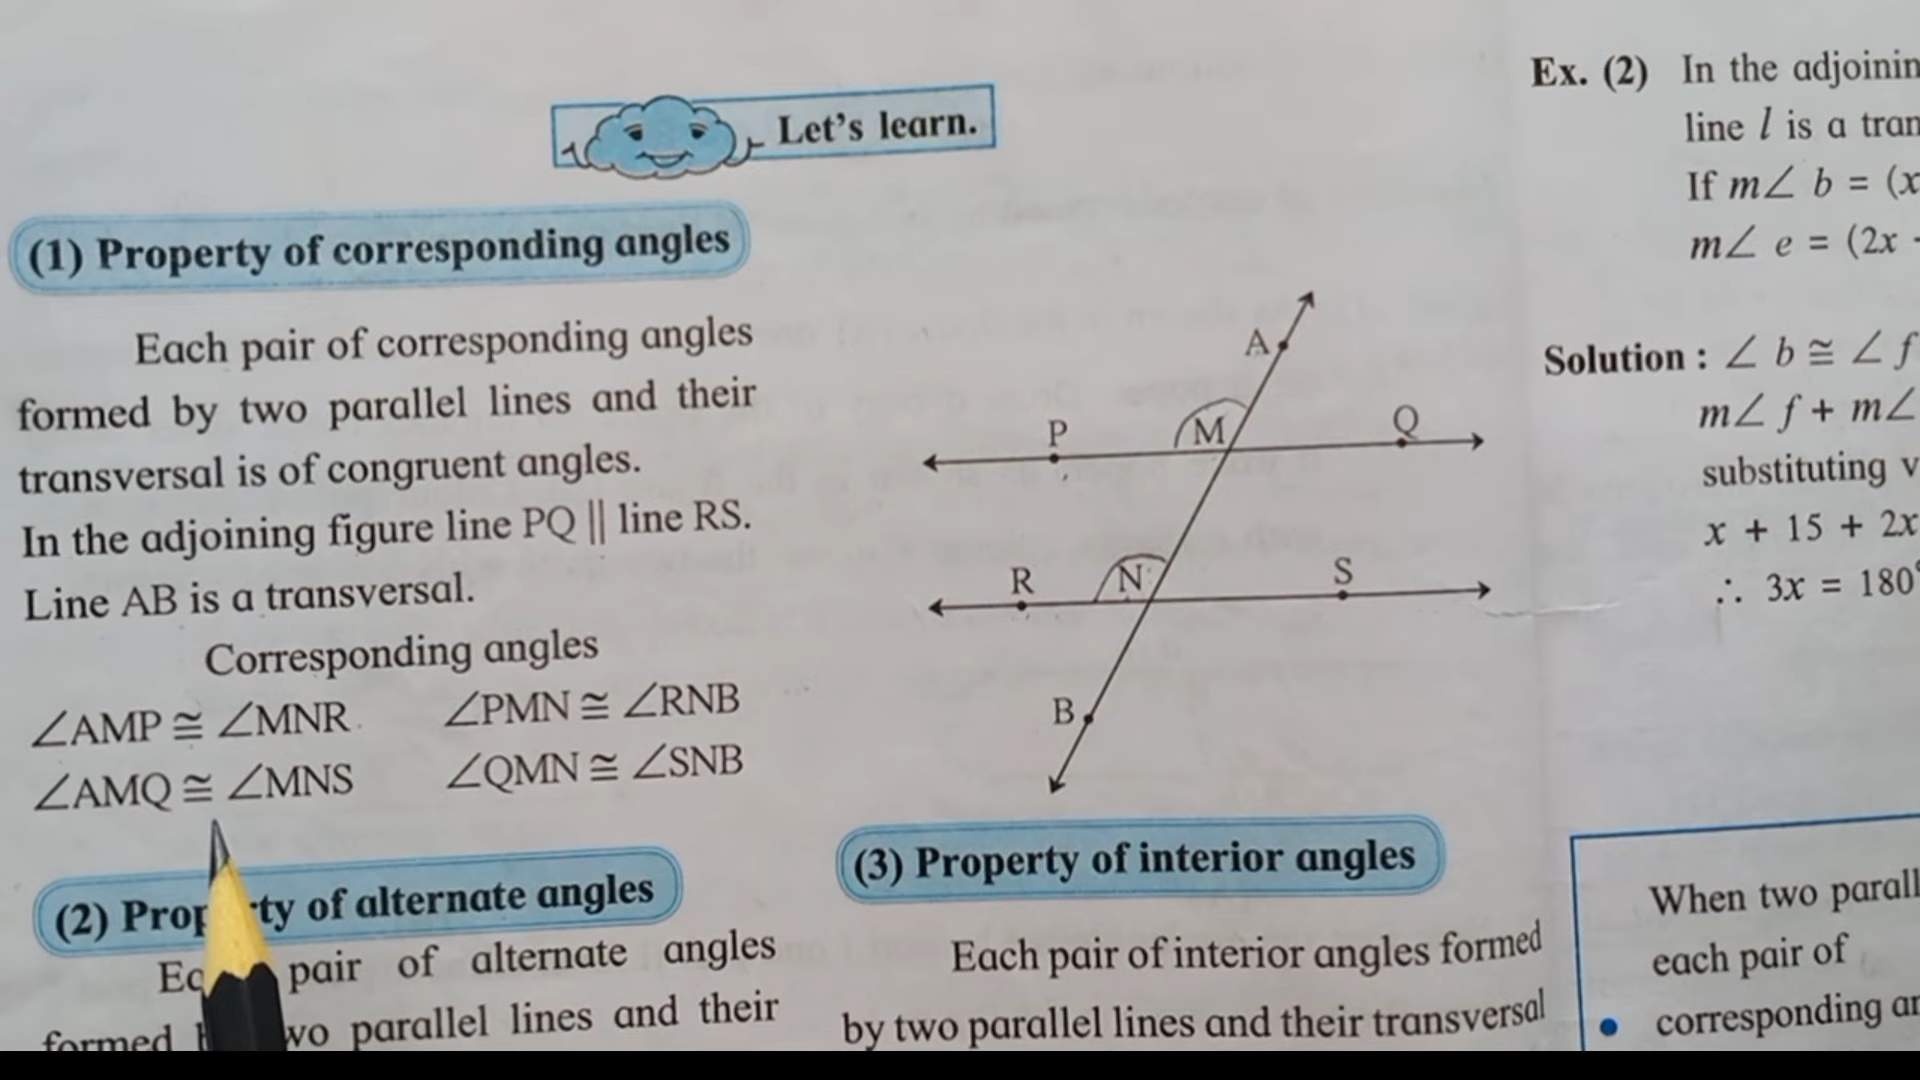 Let's learn.
(1) Property of corresponding angles
Each pair of corresponding angles
formed by two parallel lines and their
transversal is of congruent angles.
In the adjoining figure line PQ || line RS.
Line AB is a transversal.
Corresponding angles
∠AMP ≅ ∠MNR ∠PMN ≅ ∠RNB
∠AMQ ≅ ∠MNS ∠QMN ≅ ∠SNB
A
P M Q
R N S
B
(2) ty of alternate angles
pair of alternate angles
formed parallel lines and their
(3) Property of interior angles
Each pair of interior angles formed
by two parallel lines and their transversal
Ex. (2) In the adjoinin
line l is a tran
If m∠ b = (x
m∠ e = (2x
Solution : ∠ b ≅ ∠ f
m∠ f + m∠
substituting v
x + 15 + 2x
∴ 3x = 180°
When two parall
each pair of
• corresponding